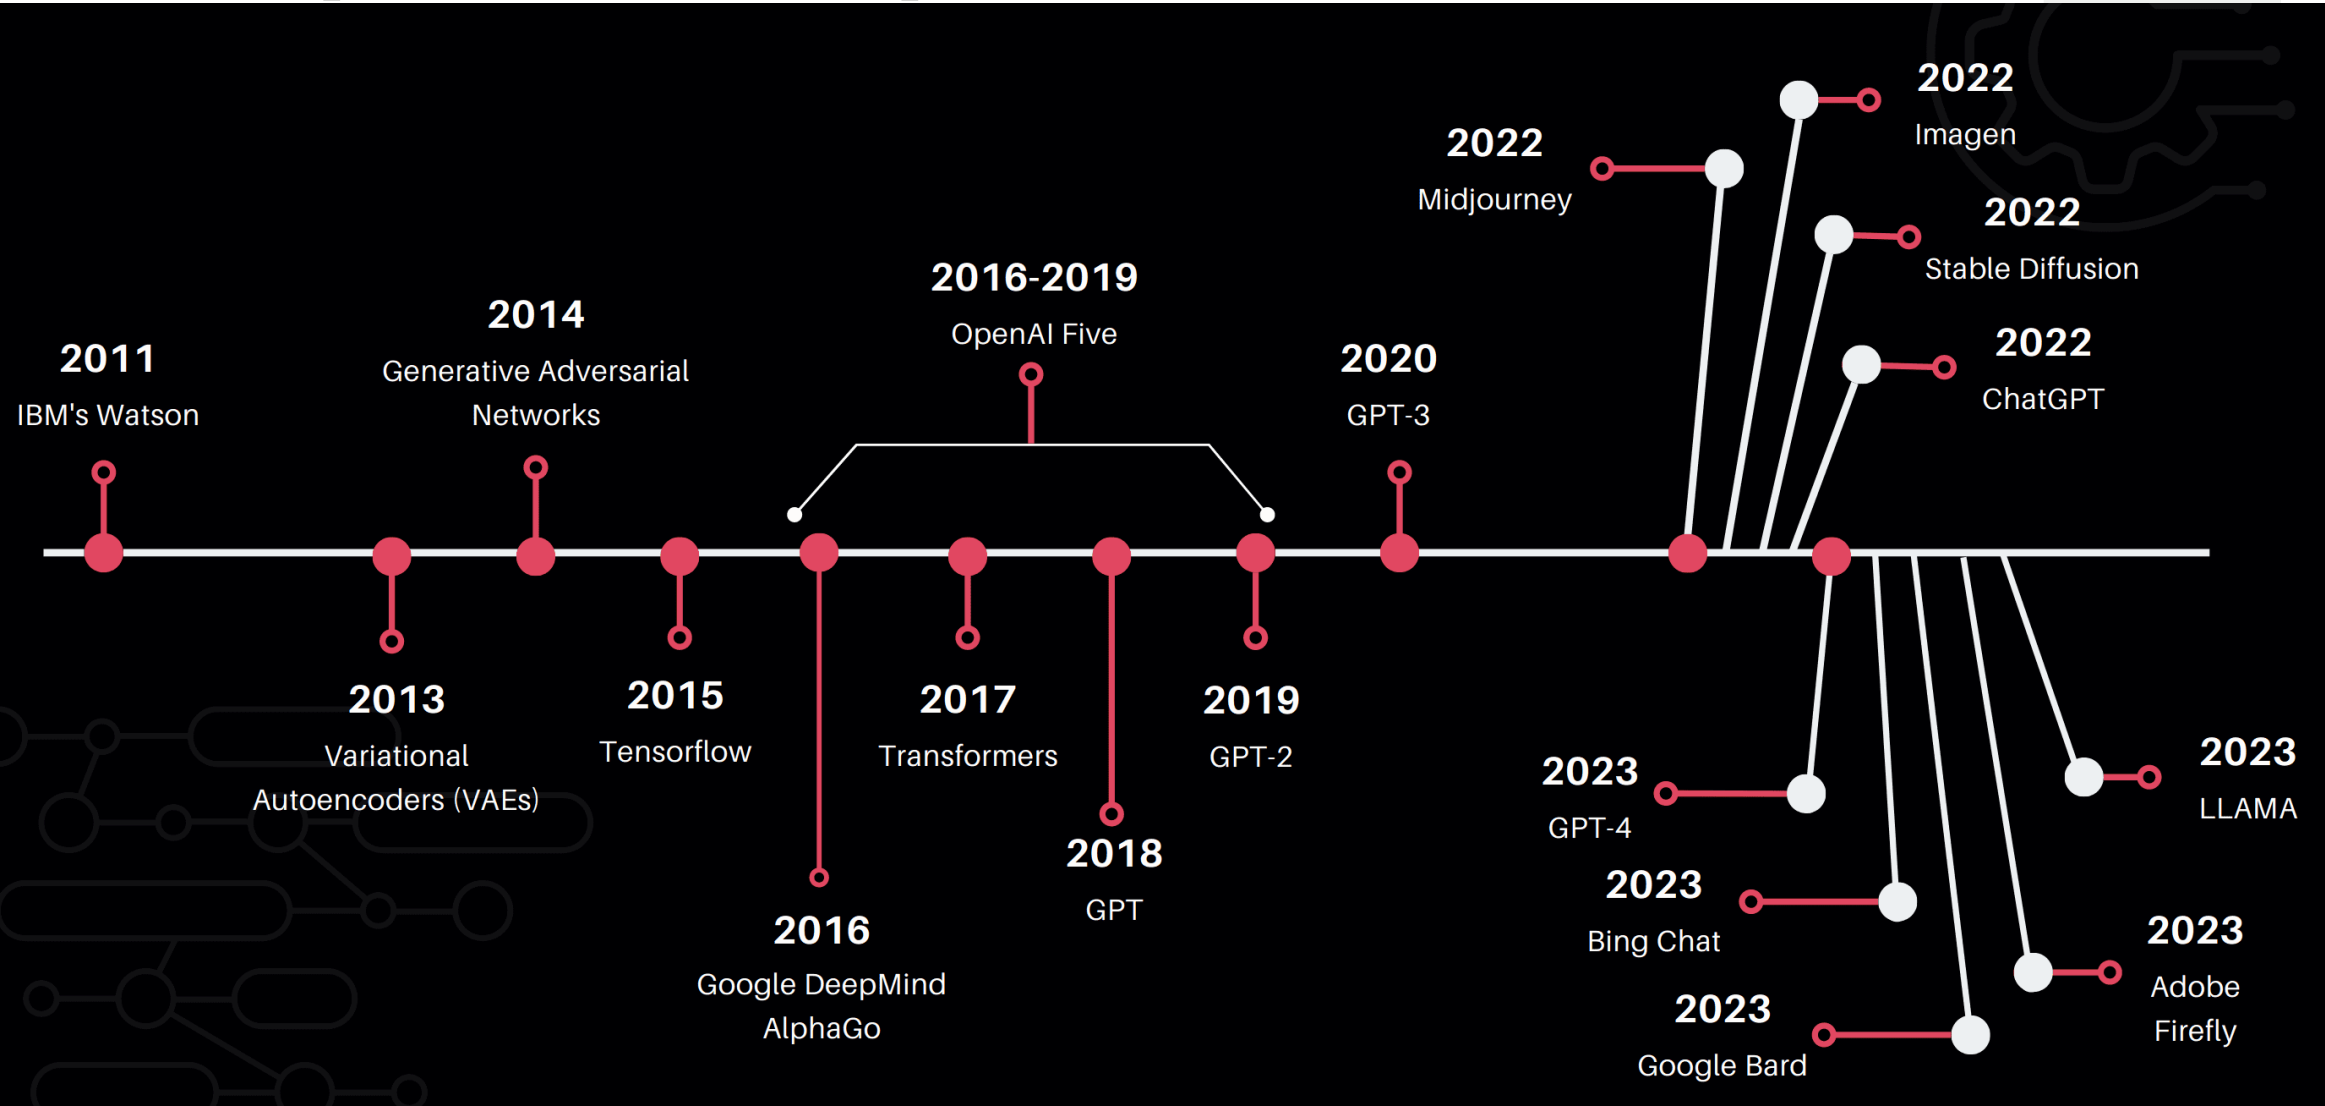 2011
IBM's Watson
2013
Variational
Autoencoders (VAEs)
2014
Generative Adversarial
Networks
2015
Tensorflow
2016
Google DeepMind
AlphaGo
2016-2019
OpenAI Five
2017
Transformers
2018
GPT
2019
GPT-2
2020
GPT-3
2022
Midjourney
2022
Imagen
2022
Stable Diffusion
2022
ChatGPT
2023
GPT-4
2023
Bing Chat
2023
Google Bard
2023
Adobe
Firefly
2023
LLAMA